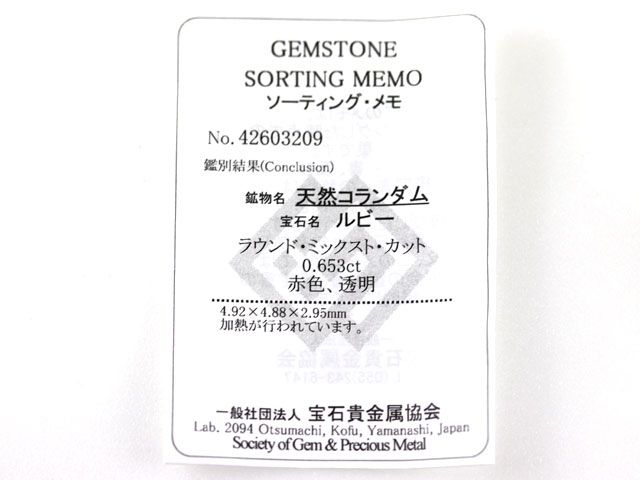 GEMSTONE
SORTING MEMO
ソーティング・メモ
No. 42603209
鑑別結果(Conclusion)
鉱物名 天然コランダム
宝石名 ルビー
ラウンド・ミックスト・カット
0.653ct
赤色、透明
4.92×4.88×2.95mm
加熱が行われています。
一般社団法人 宝石貴金属協会
Lab. 2094 Otsumachi, Kofu, Yamanashi, Japan
Society of Gem & Precious Metal